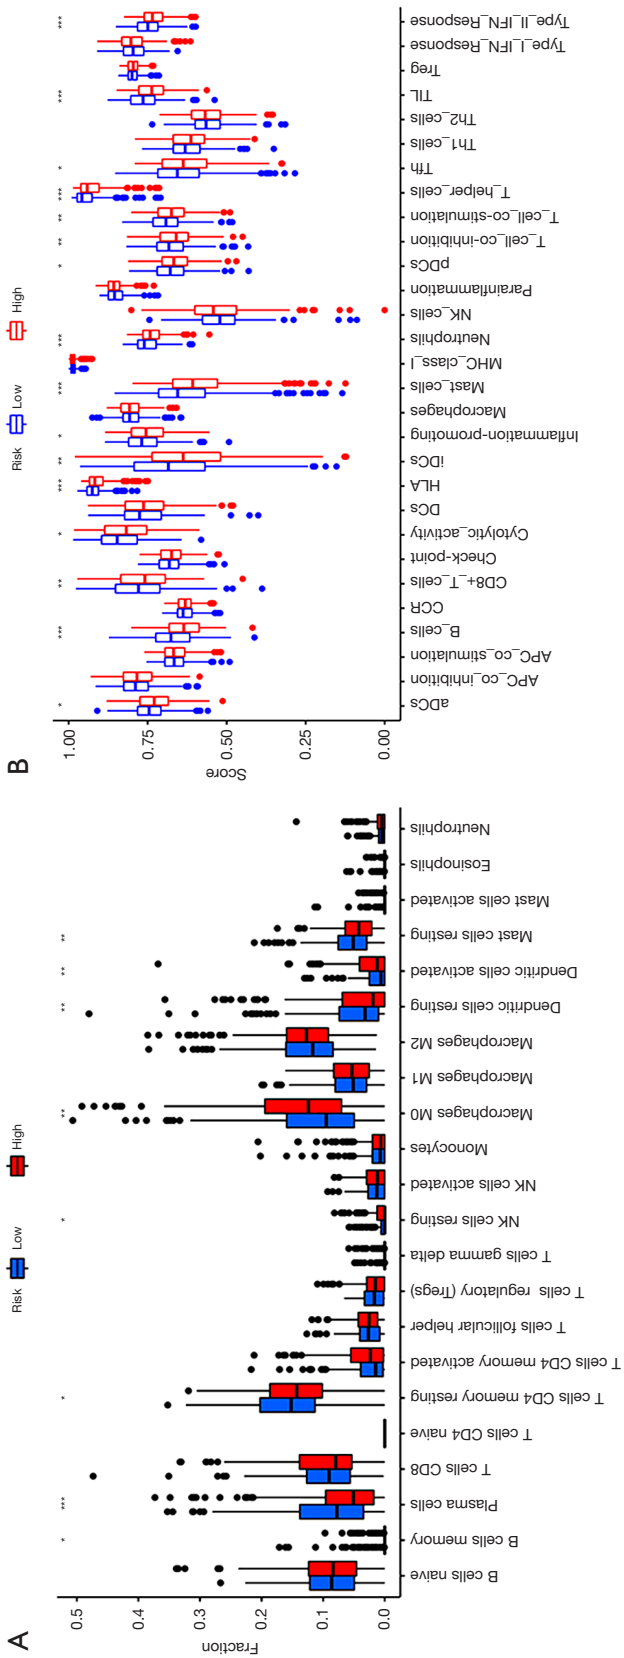 A
Risk Low High
Fraction
0.5
0.4
0.3
0.2
0.1
0.0
* *** * * ** ** ** **
B cells naive
B cells memory
Plasma cells
T cells CD8
T cells CD4 naive
T cells CD4 memory resting
T cells CD4 memory activated
T cells follicular helper
T cells regulatory (Tregs)
T cells gamma delta
NK cells resting
NK cells activated
Monocytes
Macrophages M0
Macrophages M1
Macrophages M2
Dendritic cells resting
Dendritic cells activated
Mast cells resting
Mast cells activated
Eosinophils
Neutrophils
B
Risk Low High
Score
1.00
0.75
0.50
0.25
0.00
* *** ** * *** ** * *** *** * ** ** *** * *** ***
aDCs
APC_co_inhibition
APC_co_stimulation
B_cells
CCR
CD8+_T_cells
Check-point
Cytolytic_activity
DCs
HLA
iDCs
Inflammation-promoting
Macrophages
Mast_cells
MHC_class_I
Neutrophils
NK_cells
Parainflammation
pDCs
T_cell_co-inhibition
T_cell_co-stimulation
T_helper_cells
Tfh
Th1_cells
Th2_cells
TIL
Treg
Type_I_IFN_Response
Type_II_IFN_Response